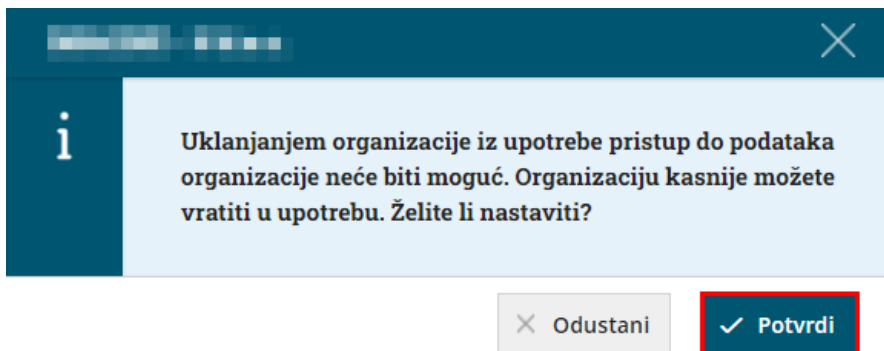 Uklanjanjem organizacije iz upotrebe pristup do podataka
organizacije neće biti moguć. Organizaciju kasnije možete
vratiti u upotrebu. Želite li nastaviti?
Odustani
Potvrdi